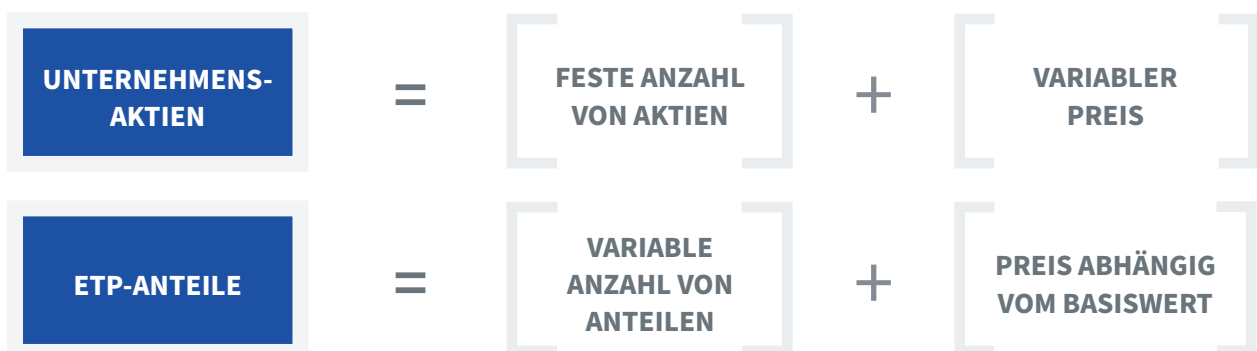 UNTERNEHMENS-
AKTIEN
=
FESTE ANZAHL
VON AKTIEN
+
VARIABLER
PREIS
ETP-ANTEILE
=
VARIABLE
ANZAHL VON
ANTEILEN
+
PREIS ABHÄNGIG
VOM BASISWERT